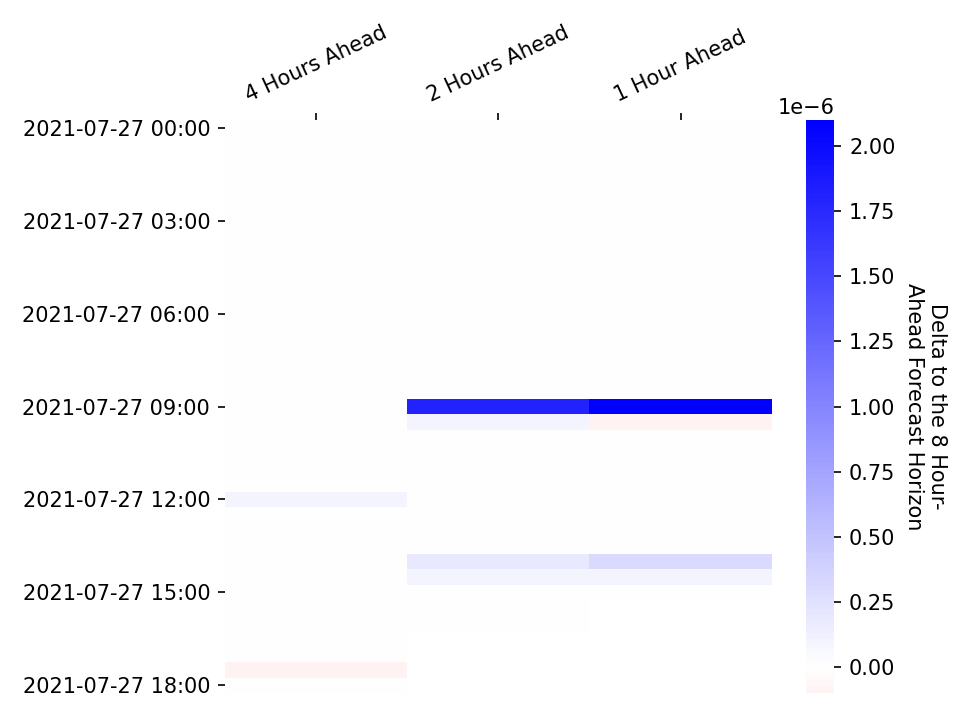 4 Hours Ahead
2 Hours Ahead
1 Hour Ahead
1e−6
2021-07-27 00:00
2021-07-27 03:00
2021-07-27 06:00
2021-07-27 09:00
2021-07-27 12:00
2021-07-27 15:00
2021-07-27 18:00
2.00
1.75
1.50
1.25
1.00
0.75
0.50
0.25
0.00
Delta to the 8 Hour-
Ahead Forecast Horizon